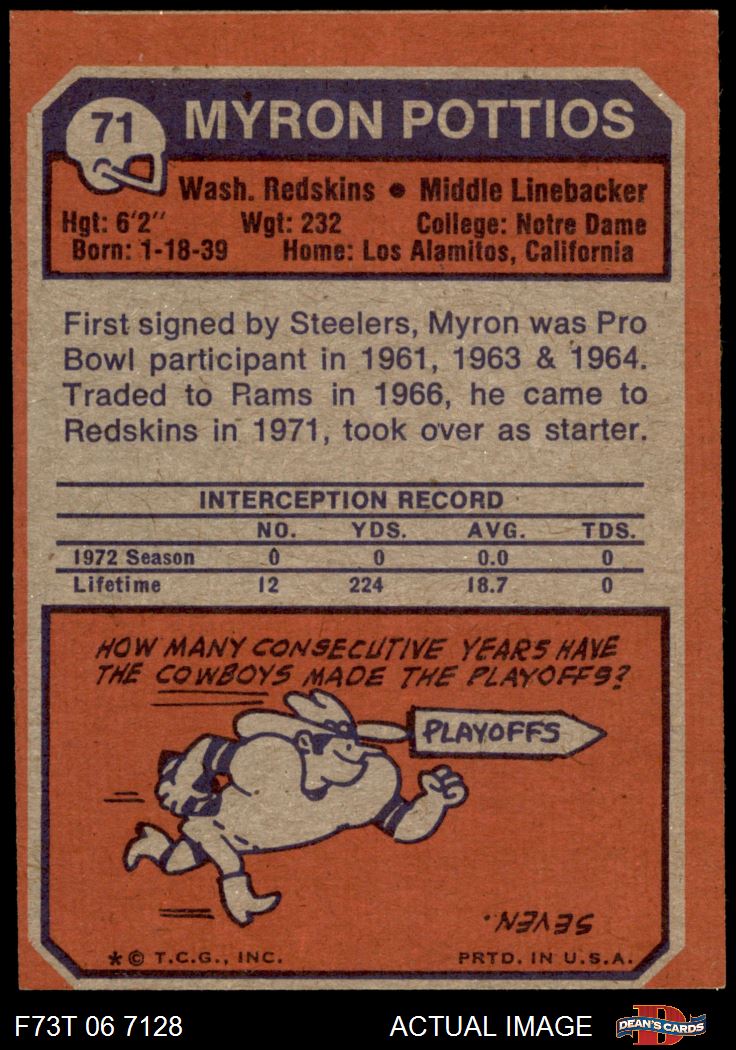 71
MYRON POTTIOS
Wash. Redskins • Middle Linebacker
Hgt: 6'2" Wgt: 232 College: Notre Dame
Born: 1-18-39 Home: Los Alamitos, California
First signed by Steelers, Myron was Pro
Bowl participant in 1961, 1963 & 1964.
Traded to Rams in 1966, he came to
Redskins in 1971, took over as starter.
INTERCEPTION RECORD
NO. YDS. AVG. TDS.
1972 Season 0 0 0.0 0
Lifetime 12 224 18.7 0
HOW MANY CONSECUTIVE YEARS HAVE
THE COWBOYS MADE THE PLAYOFFS?
PLAYOFFS
SEVEN.
* © T.C.G., INC. PRTD. IN U.S.A.
F73T 06 7128 ACTUAL IMAGE D DEAN'S CARDS